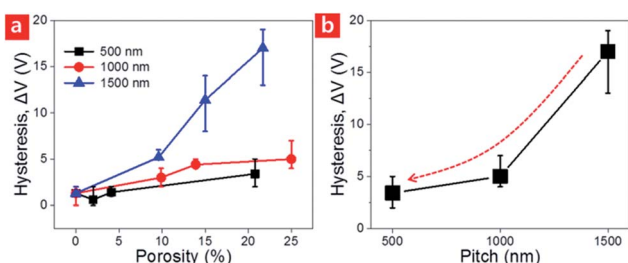 a
Hysteresis, ΔV (V)
20
15
10
5
0
500 nm
1000 nm
1500 nm
0
5
10
15
20
25
Porosity (%)
b
Hysteresis, ΔV (V)
20
15
10
5
0
500
1000
1500
Pitch (nm)